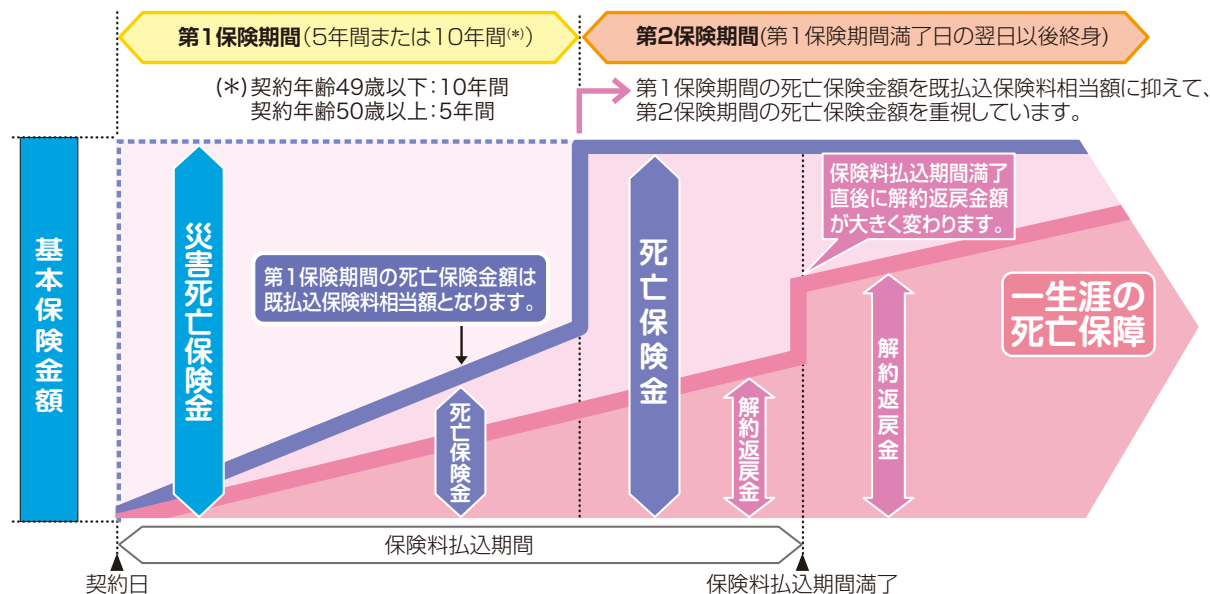 第1保険期間(5年間または10年間(*))
第2保険期間(第1保険期間満了日の翌日以後終身)
(*)契約年齢49歳以下:10年間
契約年齢50歳以上:5年間
第1保険期間の死亡保険金額を既払込保険料相当額に抑えて、
第2保険期間の死亡保険金額を重視しています。
基本保険金額
災害死亡保険金
第1保険期間の死亡保険金額は
既払込保険料相当額となります。
死亡保険金
死亡保険金
解約返戻金
保険料払込期間満了
直後に解約返戻金額
が大きく変わります。
解約返戻金
一生涯の
死亡保障
保険料払込期間
契約日
保険料払込期間満了